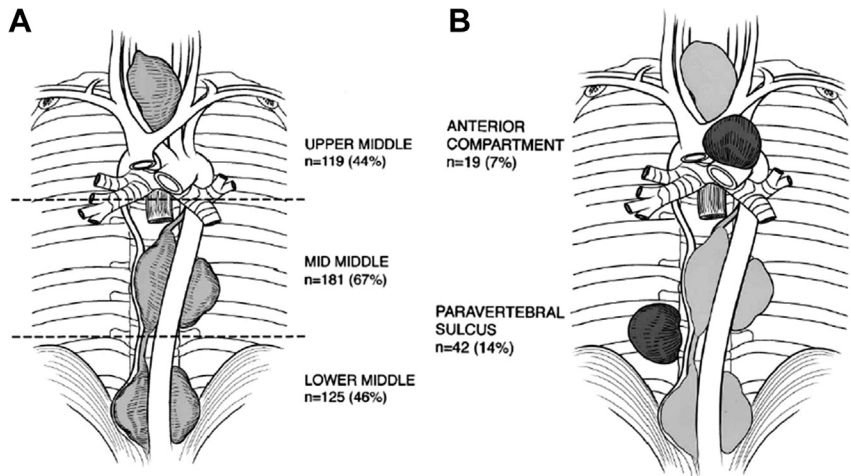 A
B
UPPER MIDDLE
n=119 (44%)
MID MIDDLE
n=181 (67%)
LOWER MIDDLE
n=125 (46%)
ANTERIOR
COMPARTMENT
n=19 (7%)
PARAVERTEBRAL
SULCUS
n=42 (14%)